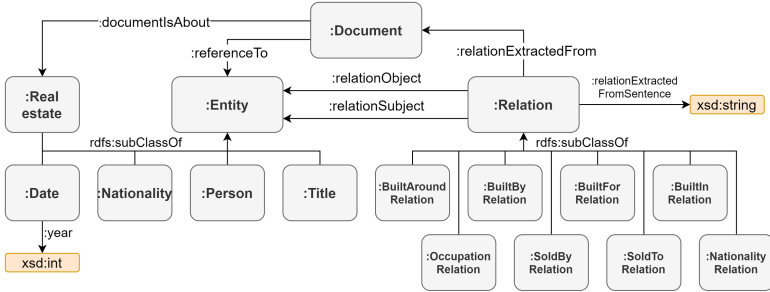 :documentIsAbout
:Document
:referenceTo
:relationExtractedFrom
:Real
estate
:Entity
:relationObject
:relationSubject
:Relation
:relationExtracted
FromSentence
xsd:string
rdfs:subClassOf
rdfs:subClassOf
:Date
:Nationality
:Person
:Title
:BuiltAround
Relation
:BuiltBy
Relation
:BuiltFor
Relation
:BuiltIn
Relation
:year
xsd:int
:Occupation
Relation
:SoldBy
Relation
:SoldTo
Relation
:Nationality
Relation